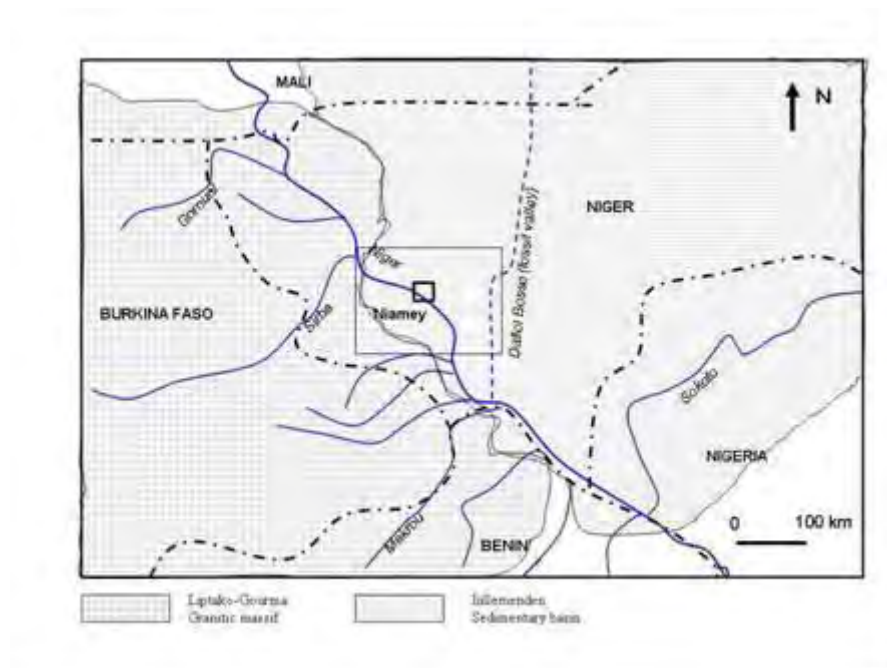 MALI
N
NIGER
Gorouol
Niger
Diallol Bosso (fossil valley)
BURKINA FASO
Sirba
Niamey
Sokoto
NIGERIA
Mekrou
BENIN
0 100 km
Liptako-Gourma
Granitic massif
Iullemenden
Sedimentary basin